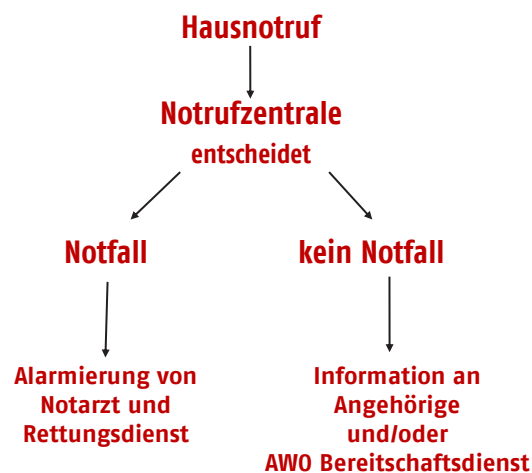 Hausnotruf
Notrufzentrale
entscheidet
Notfall
kein Notfall
Alarmierung von
Notarzt und
Rettungsdienst
Information an
Angehörige
und/oder
AWO Bereitschaftsdienst